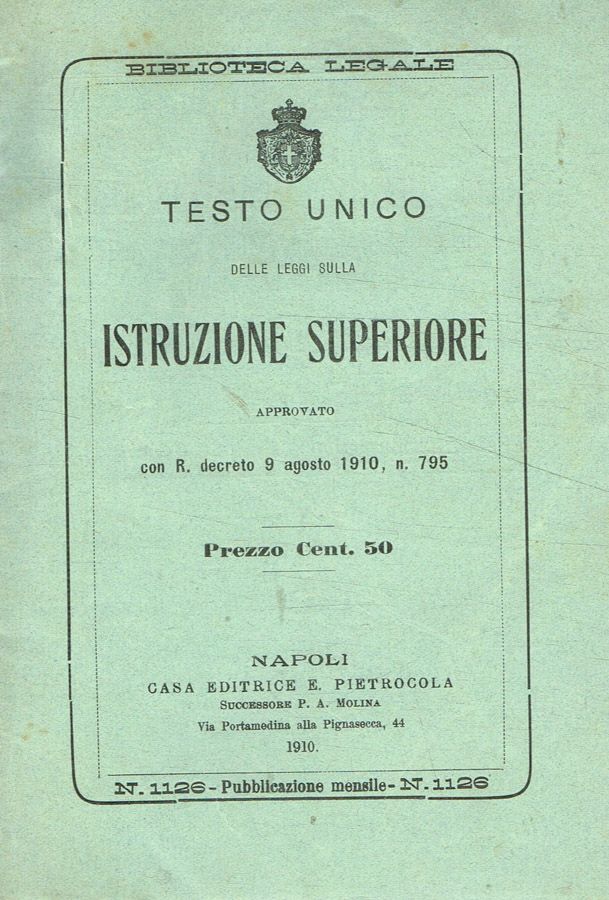 BIBLIOTECA LEGALE
TESTO UNICO
DELLE LEGGI SULLA
ISTRUZIONE SUPERIORE
APPROVATO
con R. decreto 9 agosto 1910, n. 795
Prezzo Cent. 50
NAPOLI
CASA EDITRICE E. PIETROCOLA
SUCCESSORE P. A. MOLINA
Via Portamedina alla Pignasecca, 44
1910.
N. 1126 - Pubblicazione mensile - N. 1126